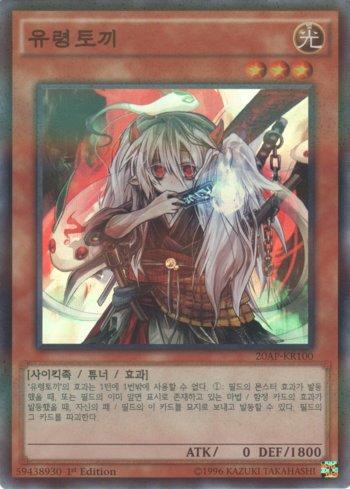 유령토끼
光
20AP-KR100
[사이킥족 / 튜너 / 효과]
"유령토끼"의 효과는 1턴에 1번밖에 사용할 수 없다. ①: 필드의 몬스터 효과가 발동
했을 때, 또는 필드의 이미 앞면 표시로 존재하고 있는 마법 / 함정 카드의 효과가
발동했을 때, 자신의 패 / 필드의 이 카드를 묘지로 보내고 발동할 수 있다. 필드의
그 카드를 파괴한다.
ATK/ 0 DEF/1800
59438930 1st Edition
©1996 KAZUKI TAKAHASHI